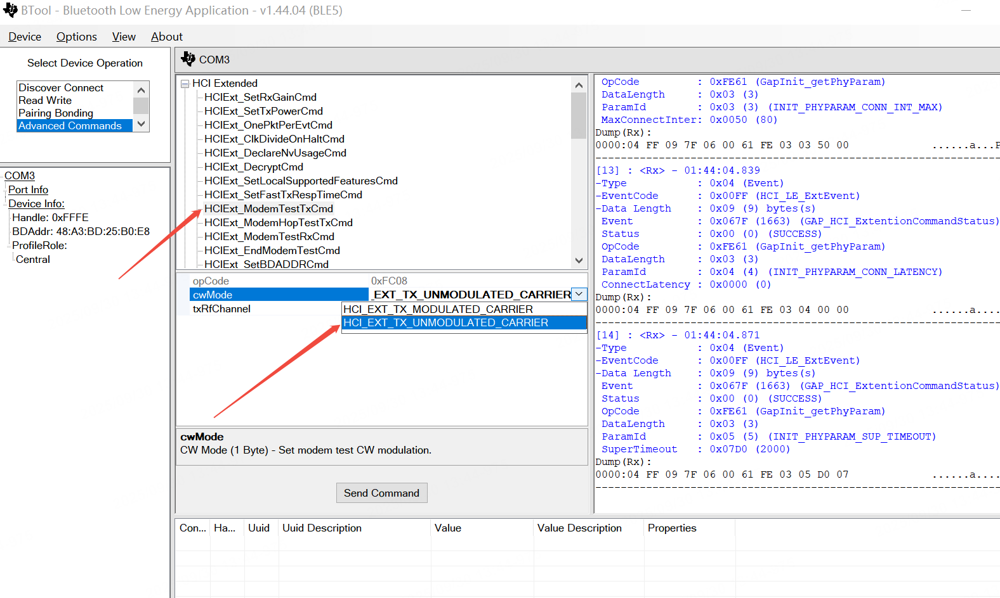 BTool - Bluetooth Low Energy Application - v1.44.04 (BLE5)
Device Options View About
Select Device Operation
Discover Connect
Read Write
Pairing Bonding
Advanced Commands
COM3
Port Info
Device Info:
Handle: 0xFFFE
BDAddr: 48:A3:BD:25:B0:E8
ProfileRole:
Central
COM3
HCI Extended
HCIExt_SetRxGainCmd
HCIExt_SetTxPowerCmd
HCIExt_OnePktPerEvtCmd
HCIExt_ClkDivideOnHaltCmd
HCIExt_DeclareNvUsageCmd
HCIExt_DecryptCmd
HCIExt_SetLocalSupportedFeaturesCmd
HCIExt_SetFastTxRespTimeCmd
HCIExt_ModemTestTxCmd
HCIExt_ModemHopTestTxCmd
HCIExt_ModemTestRxCmd
HCIExt_EndModemTestCmd
HCIExt_SetBDADDRCmd
opCode 0xFC08
cwMode _EXT_TX_UNMODULATED_CARRIER
txRfChannel
HCI_EXT_TX_MODULATED_CARRIER
HCI_EXT_TX_UNMODULATED_CARRIER
cwMode
CW Mode (1 Byte) - Set modem test CW modulation.
Send Command
OpCode : 0xFE61 (GapInit_getPhyParam)
DataLength : 0x03 (3)
ParamId : 0x03 (3) (INIT_PHYPARAM_CONN_INT_MAX)
MaxConnectInter: 0x0050 (80)
Dump(Rx):
0000:04 FF 09 7F 06 00 61 FE 03 03 50 00 ......a...P
--------------------------------------------------------------
[13] : <Rx> - 01:44:04.839
-Type : 0x04 (Event)
-EventCode : 0x00FF (HCI_LE_ExtEvent)
-Data Length : 0x09 (9) bytes(s)
Event : 0x067F (1663) (GAP_HCI_ExtentionCommandStatus)
Status : 0x00 (0) (SUCCESS)
OpCode : 0xFE61 (GapInit_getPhyParam)
DataLength : 0x03 (3)
ParamId : 0x04 (4) (INIT_PHYPARAM_CONN_LATENCY)
ConnectLatency : 0x0000 (0)
Dump(Rx):
0000:04 FF 09 7F 06 00 61 FE 03 04 00 00 ......a....
--------------------------------------------------------------
[14] : <Rx> - 01:44:04.871
-Type : 0x04 (Event)
-EventCode : 0x00FF (HCI_LE_ExtEvent)
-Data Length : 0x09 (9) bytes(s)
Event : 0x067F (1663) (GAP_HCI_ExtentionCommandStatus)
Status : 0x00 (0) (SUCCESS)
OpCode : 0xFE61 (GapInit_getPhyParam)
DataLength : 0x03 (3)
ParamId : 0x05 (5) (INIT_PHYPARAM_SUP_TIMEOUT)
SuperTimeout : 0x07D0 (2000)
Dump(Rx):
0000:04 FF 09 7F 06 00 61 FE 03 05 D0 07 ......a....
--------------------------------------------------------------
Con... Ha... Uuid Uuid Description Value Value Description Properties